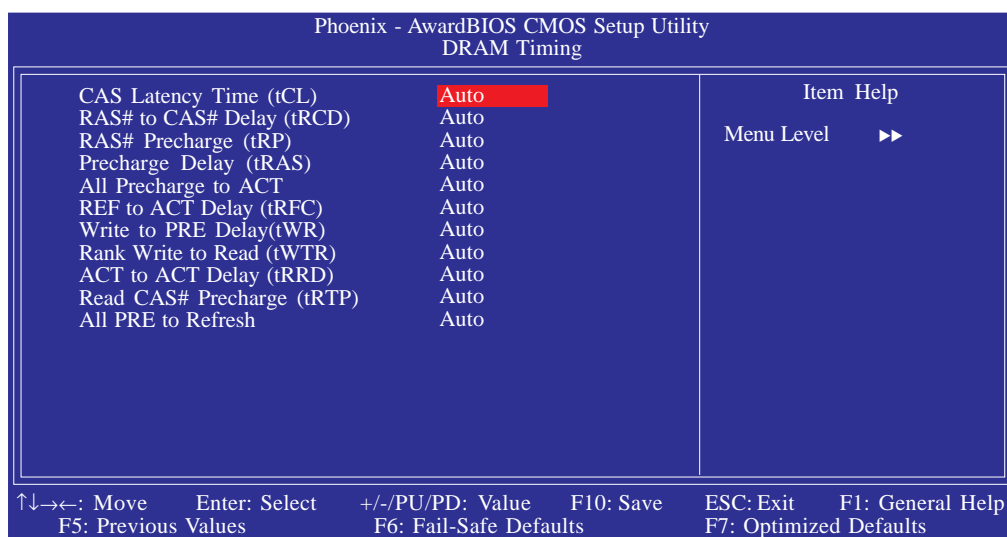 Phoenix - AwardBIOS CMOS Setup Utility
DRAM Timing
CAS Latency Time (tCL) Auto
RAS# to CAS# Delay (tRCD) Auto
RAS# Precharge (tRP) Auto
Precharge Delay (tRAS) Auto
All Precharge to ACT Auto
REF to ACT Delay (tRFC) Auto
Write to PRE Delay(tWR) Auto
Rank Write to Read (tWTR) Auto
ACT to ACT Delay (tRRD) Auto
Read CAS# Precharge (tRTP) Auto
All PRE to Refresh Auto
Item Help
Menu Level ▶▶
↑↓→←: Move Enter: Select +/-/PU/PD: Value F10: Save ESC: Exit F1: General Help
F5: Previous Values F6: Fail-Safe Defaults F7: Optimized Defaults